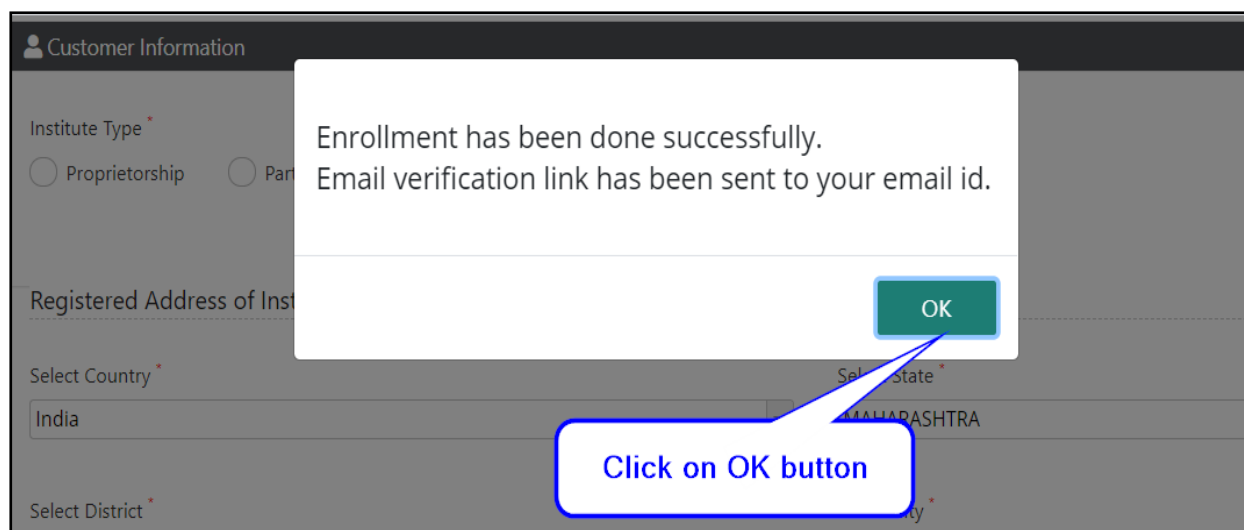 Customer Information
Institute Type *
Proprietorship
Enrollment has been done successfully.
Email verification link has been sent to your email id.
OK
Registered Address of
Select Country *
India
MAHARASHTRA
Click on OK button
Select District *